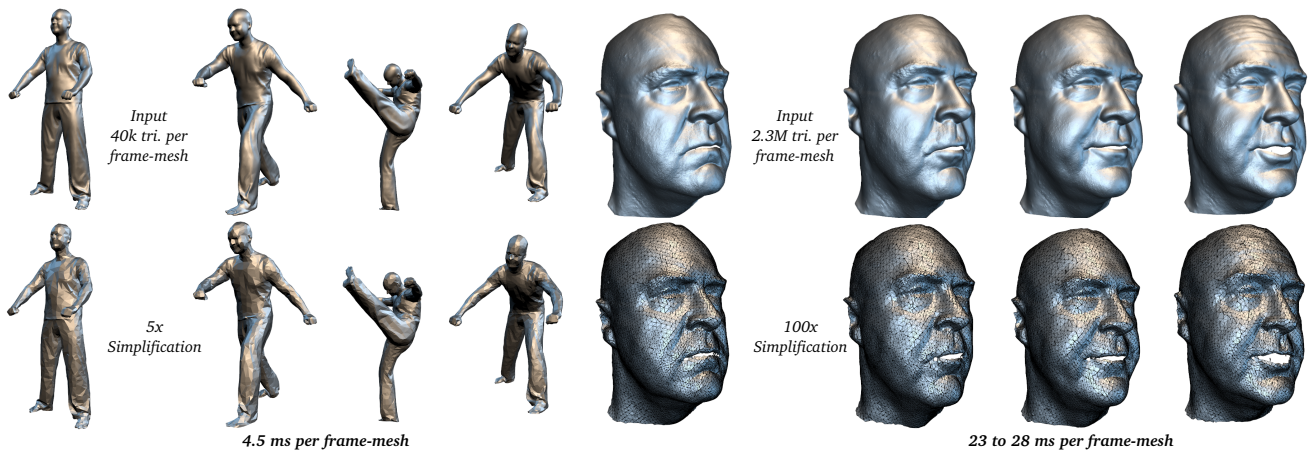 Input
40k tri. per
frame-mesh
Input
2.3M tri. per
frame-mesh
5x
Simplification
100x
Simplification
4.5 ms per frame-mesh
23 to 28 ms per frame-mesh